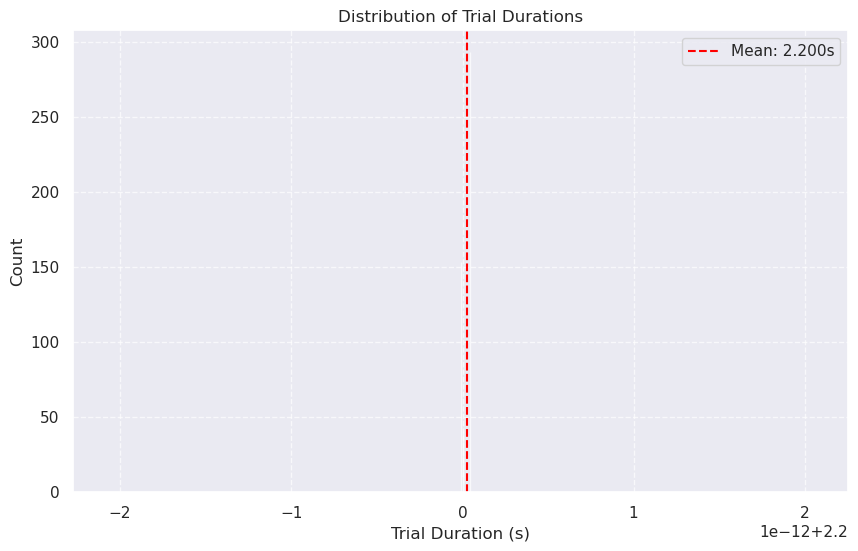 Distribution of Trial Durations
Mean: 2.200s
300
250
200
150
100
50
0
Count
−2
−1
0
1
2
Trial Duration (s)
1e−12+2.2